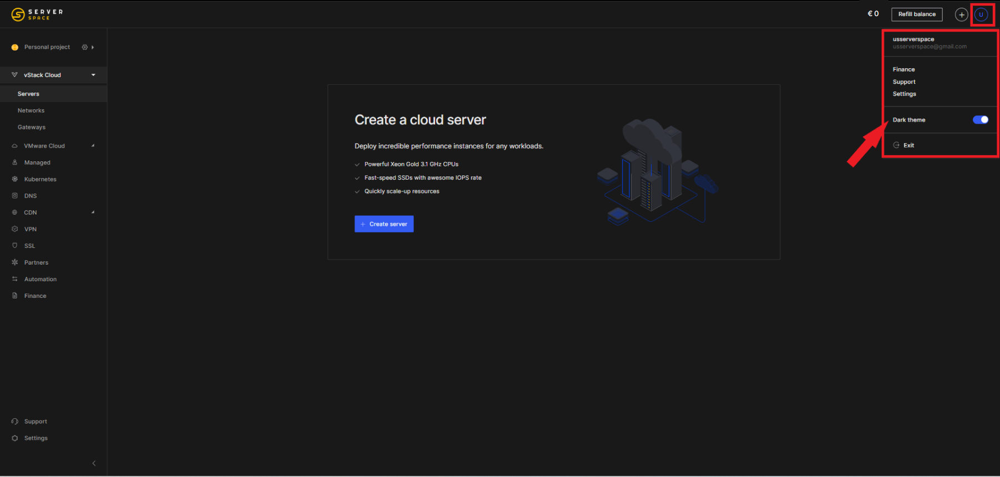 SERVER
SPACE
€ 0
Refill balance
U
usserverspace
usserverspace@gmail.com
Finance
Support
Settings
Dark theme
Exit
Personal project
vStack Cloud
Servers
Networks
Gateways
VMware Cloud
Managed
Kubernetes
DNS
CDN
VPN
SSL
Partners
Automation
Finance
Support
Settings
Create a cloud server
Deploy incredible performance instances for any workloads.
Powerful Xeon Gold 3.1 GHz CPUs
Fast-speed SSDs with awesome IOPS rate
Quickly scale-up resources
+ Create server